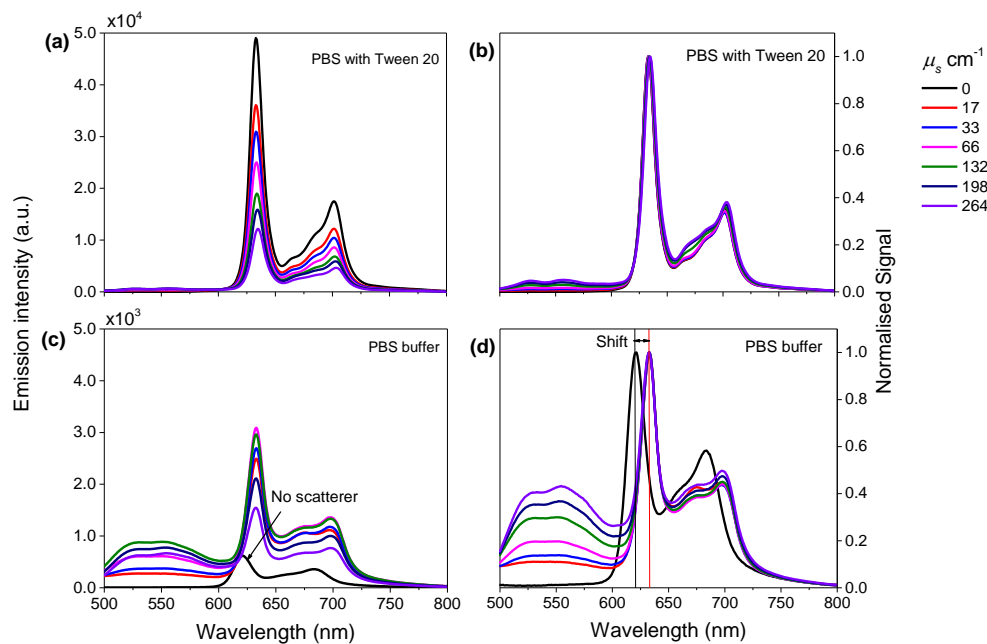 x10⁴
(a)
PBS with Tween 20
5.0
4.0
3.0
2.0
1.0
0.0
(b)
PBS with Tween 20
1.0
0.8
0.6
0.4
0.2
0.0
μs cm⁻¹
0
17
33
66
132
198
264
x10³
(c)
PBS buffer
5.0
4.0
3.0
2.0
1.0
0.0
No scatterer
500 550 600 650 700 750 800
(d)
Shift
PBS buffer
1.0
0.8
0.6
0.4
0.2
0.0
500 550 600 650 700 750 800
Emission intensity (a.u.)
Normalised Signal
Wavelength (nm)
Wavelength (nm)